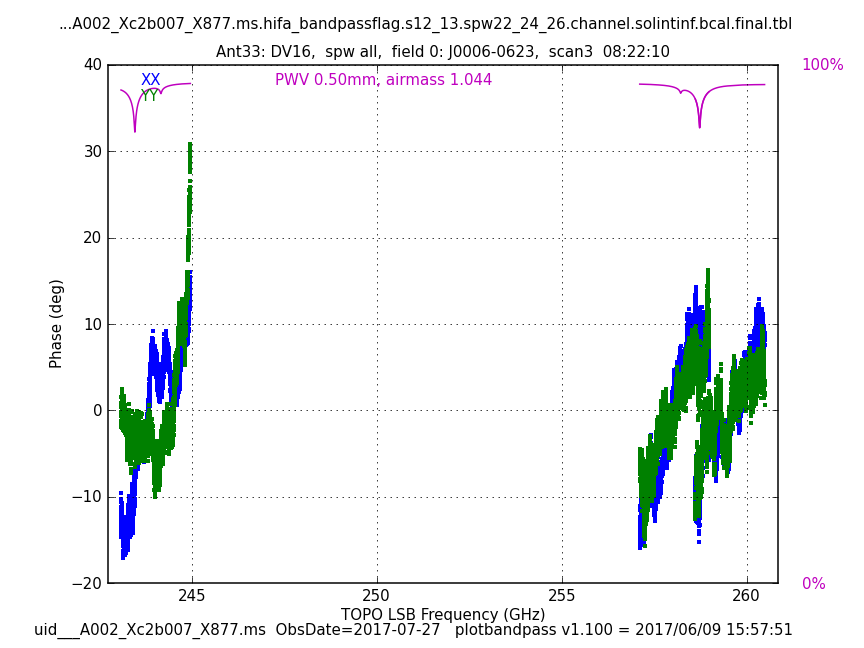 ...A002_Xc2b007_X877.ms.hifa_bandpassflag.s12_13.spw22_24_26.channel.solintinf.bcal.final.tbl
Ant33: DV16,  spw all,  field 0: J0006-0623,  scan3  08:22:10
40
30
20
10
0
−10
−20
Phase (deg)
XX
YY
PWV 0.50mm, airmass 1.044
100%
0%
245
250
255
260
TOPO LSB Frequency (GHz)
uid___A002_Xc2b007_X877.ms  ObsDate=2017-07-27   plotbandpass v1.100 = 2017/06/09 15:57:51